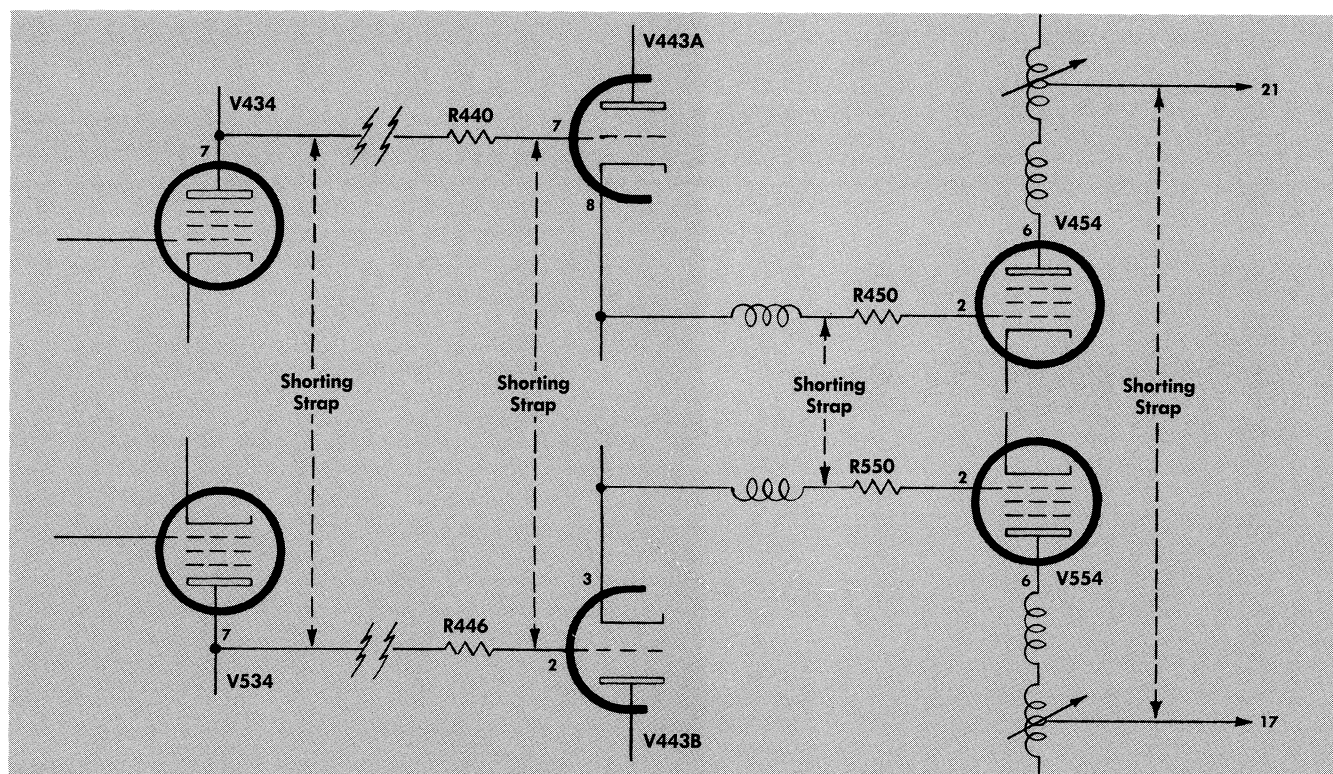 V443A
V434
R440
7
7
8
21
V454
6
R450
2
Shorting
Strap
Shorting
Strap
Shorting
Strap
Shorting
Strap
R550
2
3
6
V554
R446
7
2
V534
17
V443B